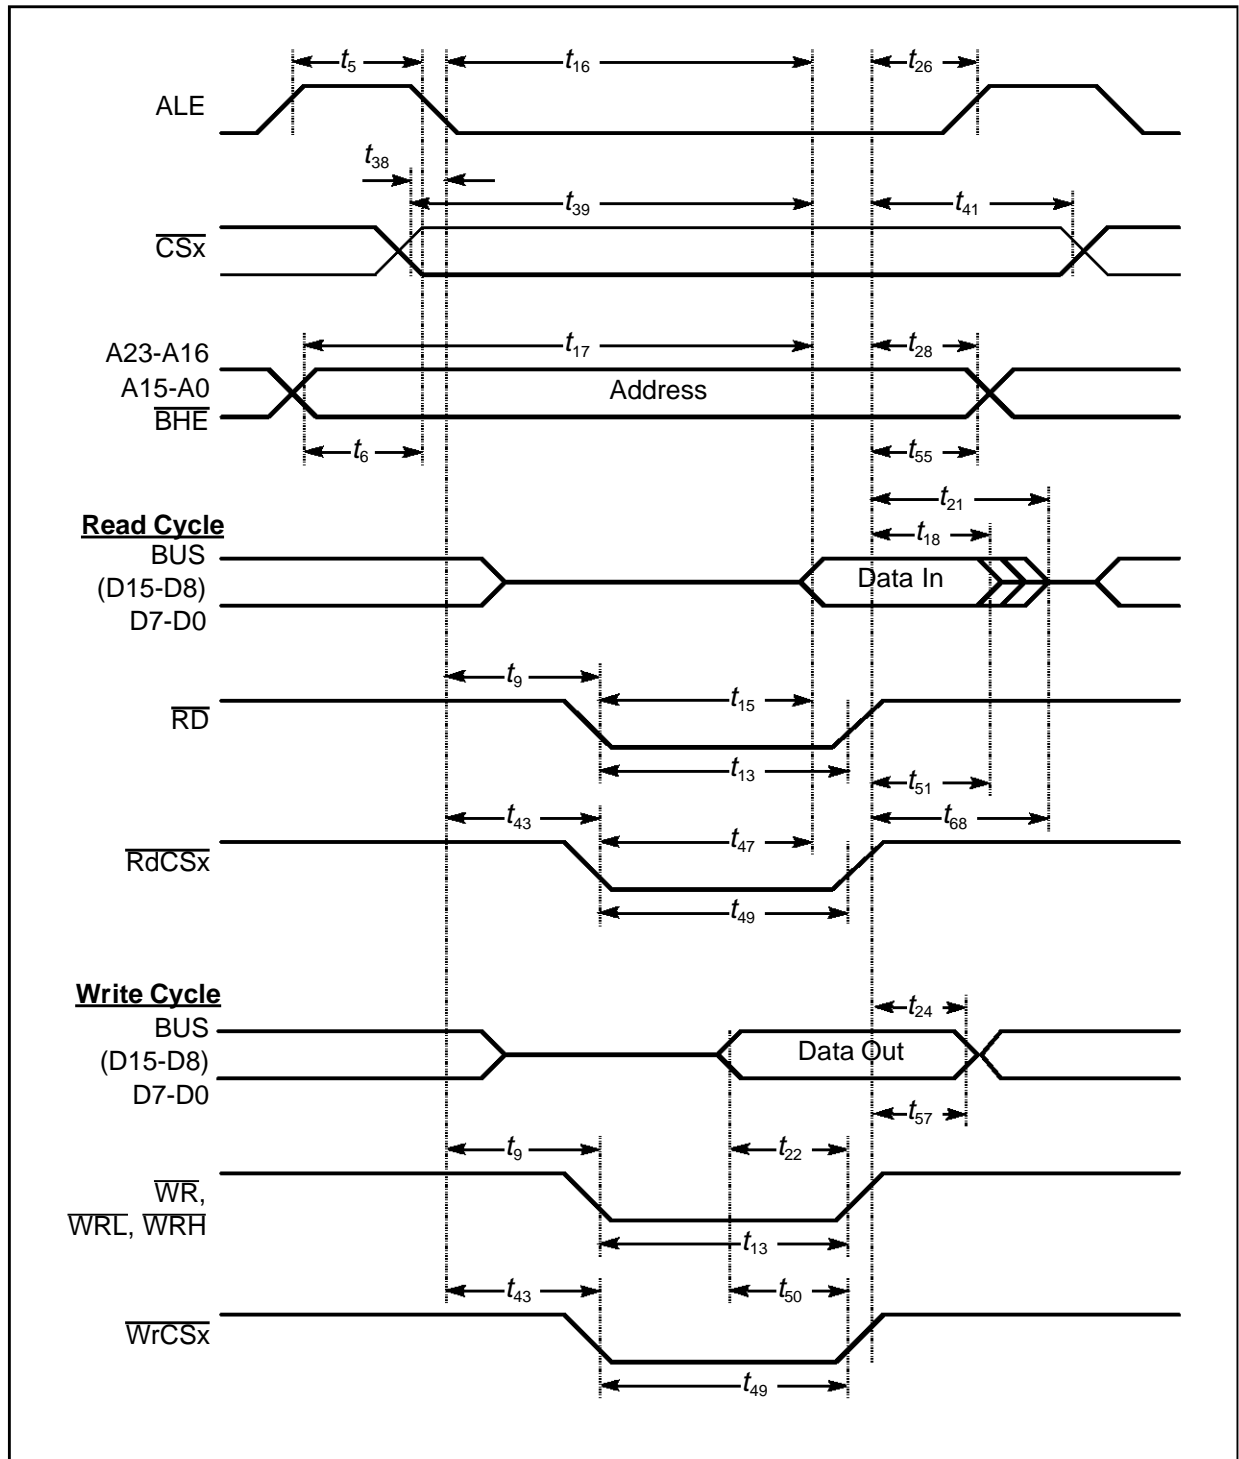 t5 t16 t26
ALE
t38
t39 t41
CSx
A23-A16 t17 t28
A15-A0 Address
BHE
t6 t55
t21
Read Cycle t18
BUS
(D15-D8) Data In
D7-D0
t9
RD t15
t13 t51
t43 t68
RdCSx t47
t49
Write Cycle
t24
BUS
(D15-D8) Data Out
D7-D0 t57
t9 t22
WR,
WRL, WRH
t13
t43 t50
WrCSx
t49